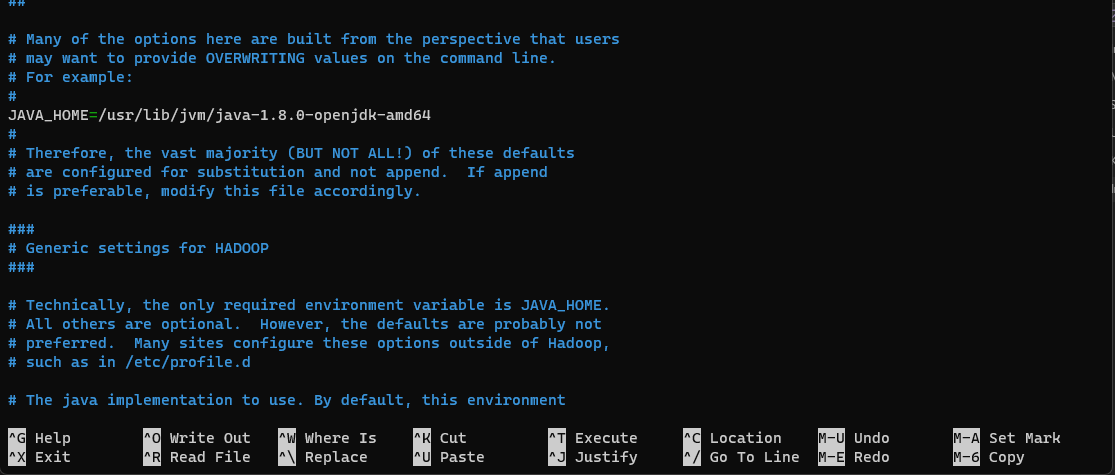 ##
# Many of the options here are built from the perspective that users
# may want to provide OVERWRITING values on the command line.
# For example:
#
JAVA_HOME=/usr/lib/jvm/java-1.8.0-openjdk-amd64
#
# Therefore, the vast majority (BUT NOT ALL!) of these defaults
# are configured for substitution and not append.  If append
# is preferable, modify this file accordingly.
###
# Generic settings for HADOOP
###
# Technically, the only required environment variable is JAVA_HOME.
# All others are optional.  However, the defaults are probably not
# preferred.  Many sites configure these options outside of Hadoop,
# such as in /etc/profile.d
# The java implementation to use. By default, this environment
^G Help ^O Write Out ^W Where Is ^K Cut ^T Execute ^C Location M-U Undo M-A Set Mark
^X Exit ^R Read File ^\ Replace ^U Paste ^J Justify ^/ Go To Line M-E Redo M-6 Copy